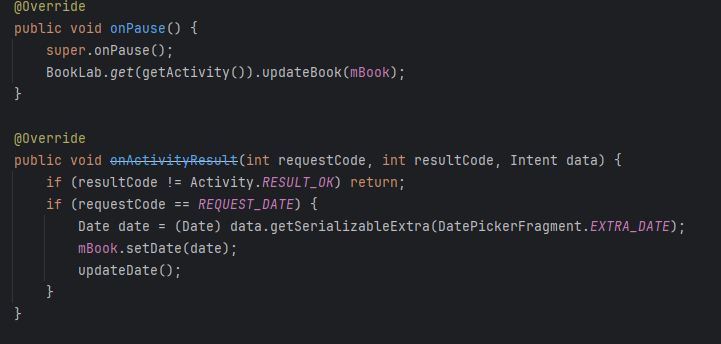 @Override
public void onPause() {
super.onPause();
BookLab.get(getActivity()).updateBook(mBook);
}
@Override
public void onActivityResult(int requestCode, int resultCode, Intent data) {
if (resultCode != Activity.RESULT_OK) return;
if (requestCode == REQUEST_DATE) {
Date date = (Date) data.getSerializableExtra(DatePickerFragment.EXTRA_DATE);
mBook.setDate(date);
updateDate();
}
}